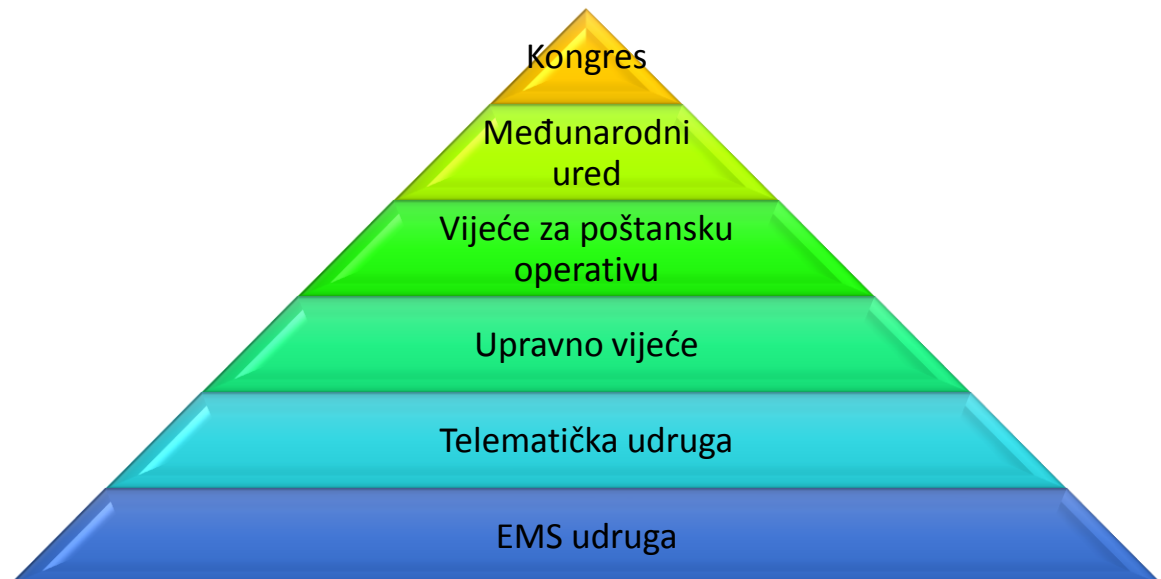 Kongres
Međunarodni
ured
Vijeće za poštansku
operativu
Upravno vijeće
Telematička udruga
EMS udruga